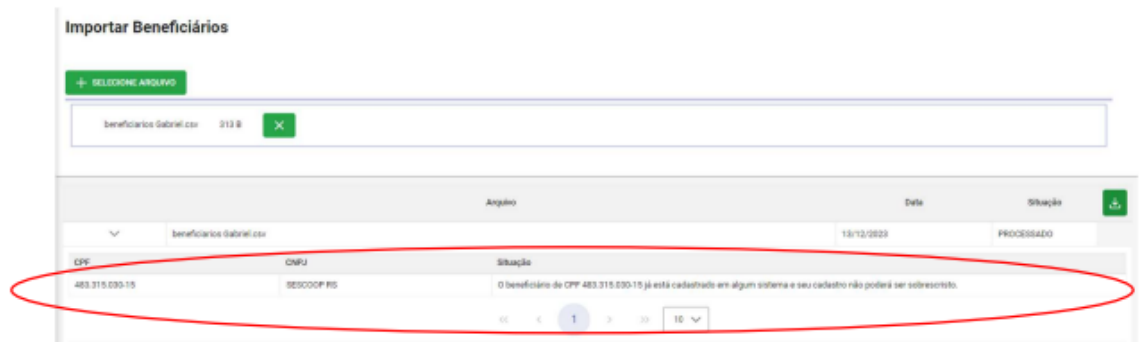 Importar Beneficiários
+ SELECIONE ARQUIVO
beneficiarios Gabriel.csv 313 B
Arquivo Data Situação
beneficiarios Gabriel.csv 13/12/2023 PROCESSADO
CPF CNPJ Situação
483.315.030-15 SESCOOP RS O beneficiário de CPF 483.315.030-15 já está cadastrado em algum sistema e seu cadastro não poderá ser sobrescristo.
« < 1 > » 10